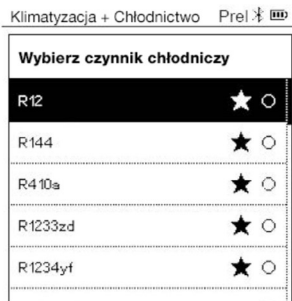 Klimatyzacja + Chłodnictwo Prel
Wybierz czynnik chłodniczy
R12
R144
R410a
R1233zd
R1234yf